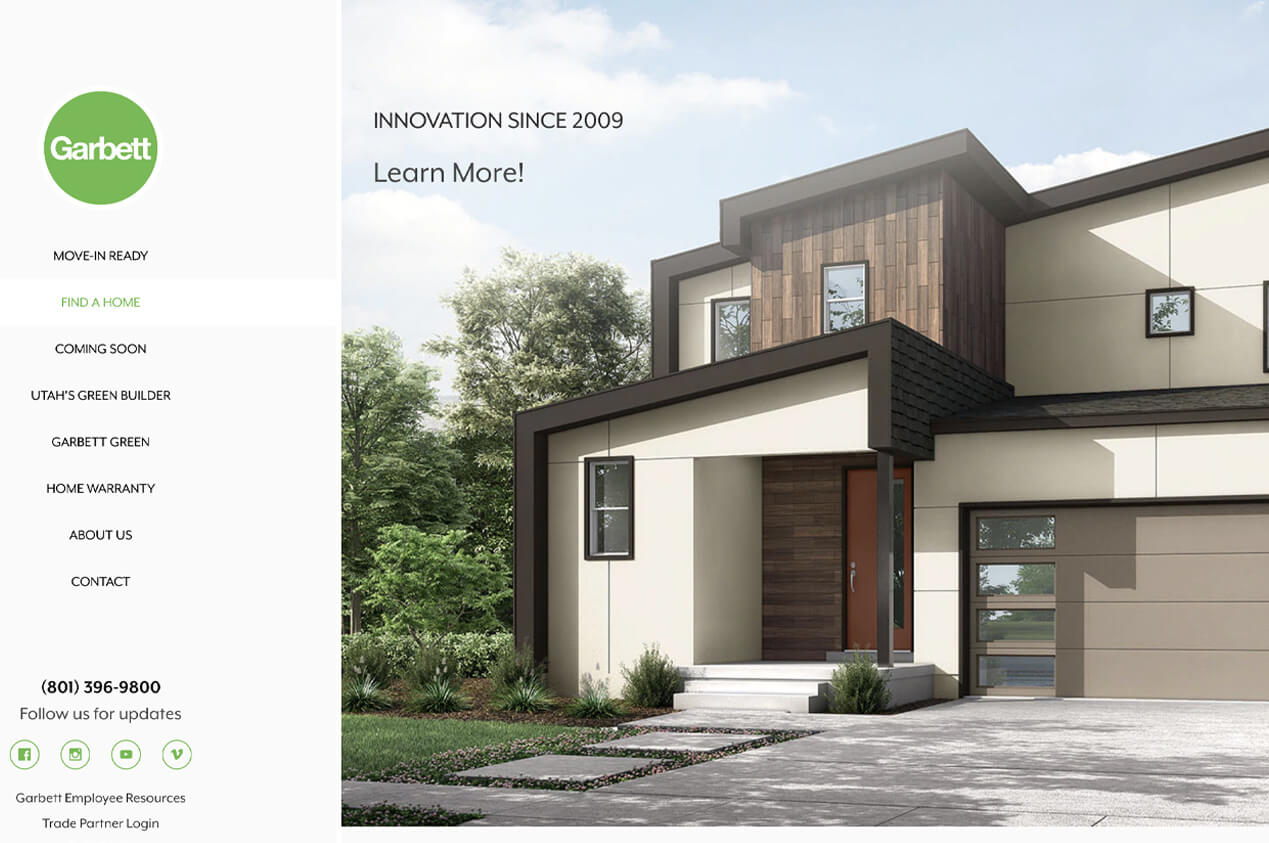 Garbett
MOVE-IN READY
FIND A HOME
COMING SOON
UTAH'S GREEN BUILDER
GARBETT GREEN
HOME WARRANTY
ABOUT US
CONTACT
(801) 396-9800
Follow us for updates
Garbett Employee Resources
Trade Partner Login
INNOVATION SINCE 2009
Learn More!